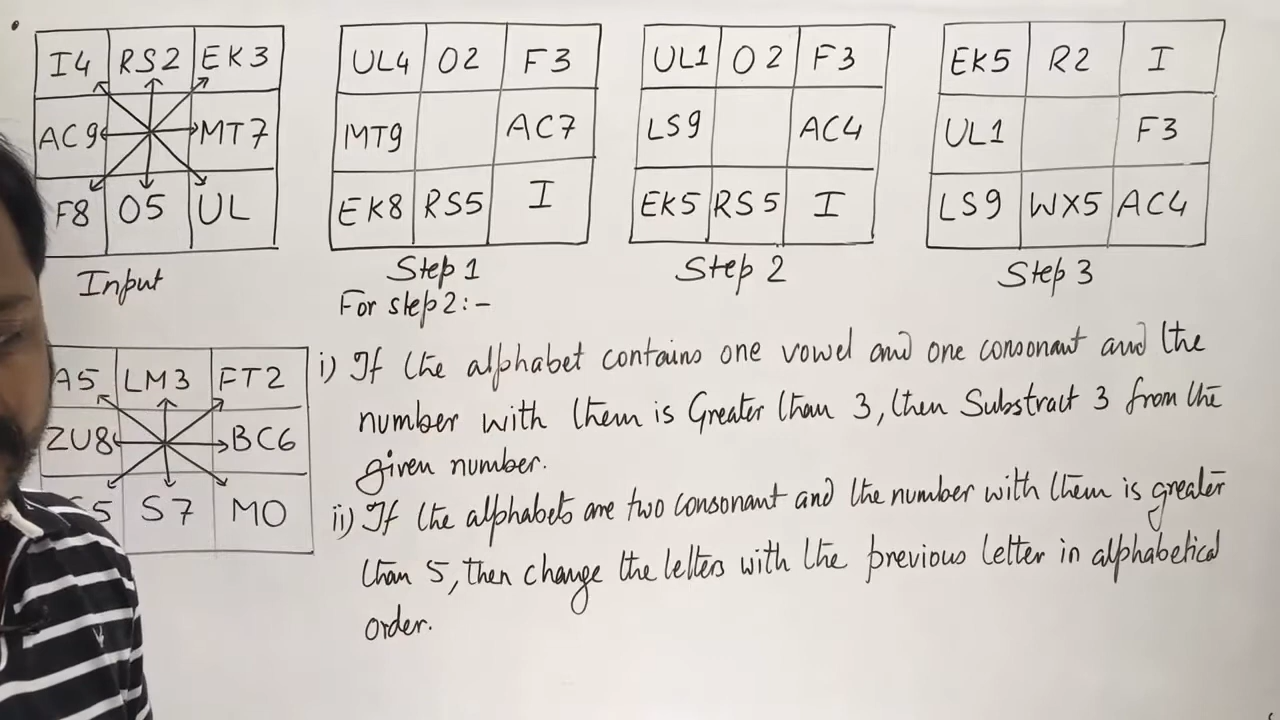 I4 RS2 EK3 UL4 O2 F3 UL1 O2 F3 EK5 R2 I
AC9 MT7 MT9 AC7 LS9 AC4 UL1 F3
F8 O5 UL EK8 RS5 I EK5 RS5 I LS9 WX5 AC4
Input Step 1 Step 2 Step 3
For step 2:-
A5 LM3 FT2
ZU8 BC6
S7 MO
i) If the alphabet contains one vowel and one consonant and the
number with them is Greater than 3, then Substract 3 from the
given number.
ii) If the alphabets are two consonant and the number with them is greater
than 5, then change the letters with the previous letter in alphabetical
order.